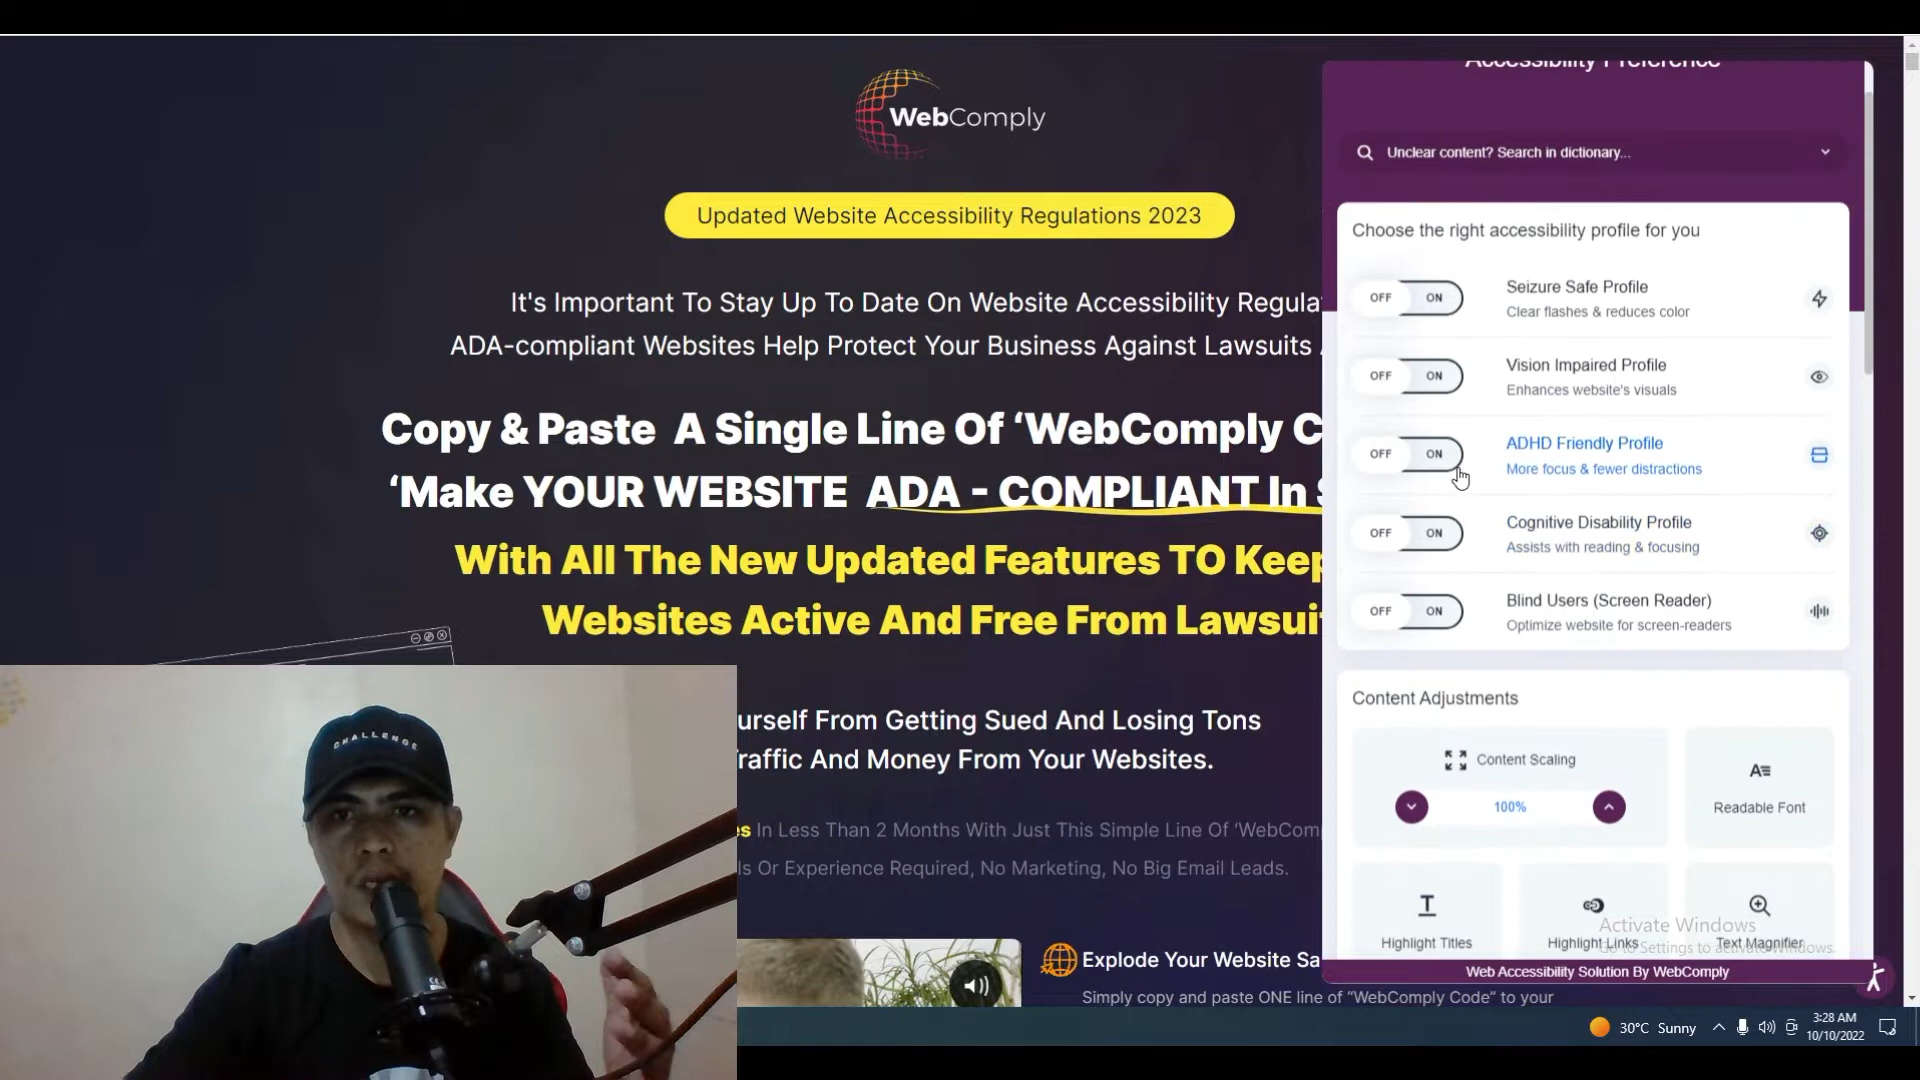 WebComply
Updated Website Accessibility Regulations 2023
It's Important To Stay Up To Date On Website Accessibility
ADA-compliant Websites Help Protect Your Business Against Lawsuits
Copy & Paste A Single Line Of ‘WebComply
‘Make YOUR WEBSITE ADA - COMPLIANT In
With All The New Updated Features TO
Websites Active And Free From
From Getting Sued And Losing Tons
And Money From Your Websites.
In Less Than 2 Months With Just This Simple Line Of
Or Experience Required, No Marketing, No Big Email Leads.
Explode Your Website
Simply copy and paste ONE line of “WebComply Code” to your
Accessibility Preference
Unclear content? Search in dictionary...
Choose the right accessibility profile for you
OFF ON Seizure Safe Profile
Clear flashes & reduces color
OFF ON Vision Impaired Profile
Enhances website's visuals
OFF ON ADHD Friendly Profile
More focus & fewer distractions
OFF ON Cognitive Disability Profile
Assists with reading & focusing
OFF ON Blind Users (Screen Reader)
Optimize website for screen-readers
Content Adjustments
Content Scaling
100%
Readable Font
Highlight Titles
Highlight Links
Text Magnifier
Activate Windows
Go to Settings to activate Windows.
Web Accessibility Solution By WebComply
CHALLENGE
30°C Sunny
3:28 AM
10/10/2022